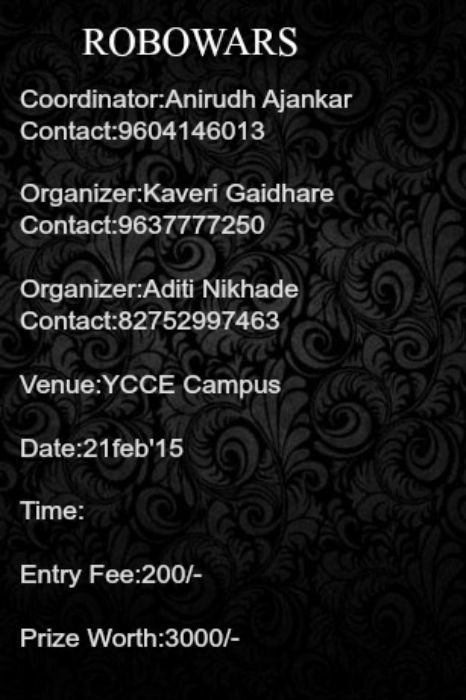 ROBOWARS
Coordinator:Anirudh Ajankar
Contact:9604146013
Organizer:Kaveri Gaidhare
Contact:9637777250
Organizer:Aditi Nikhade
Contact:82752997463
Venue:YCCE Campus
Date:21feb'15
Time:
Entry Fee:200/-
Prize Worth:3000/-